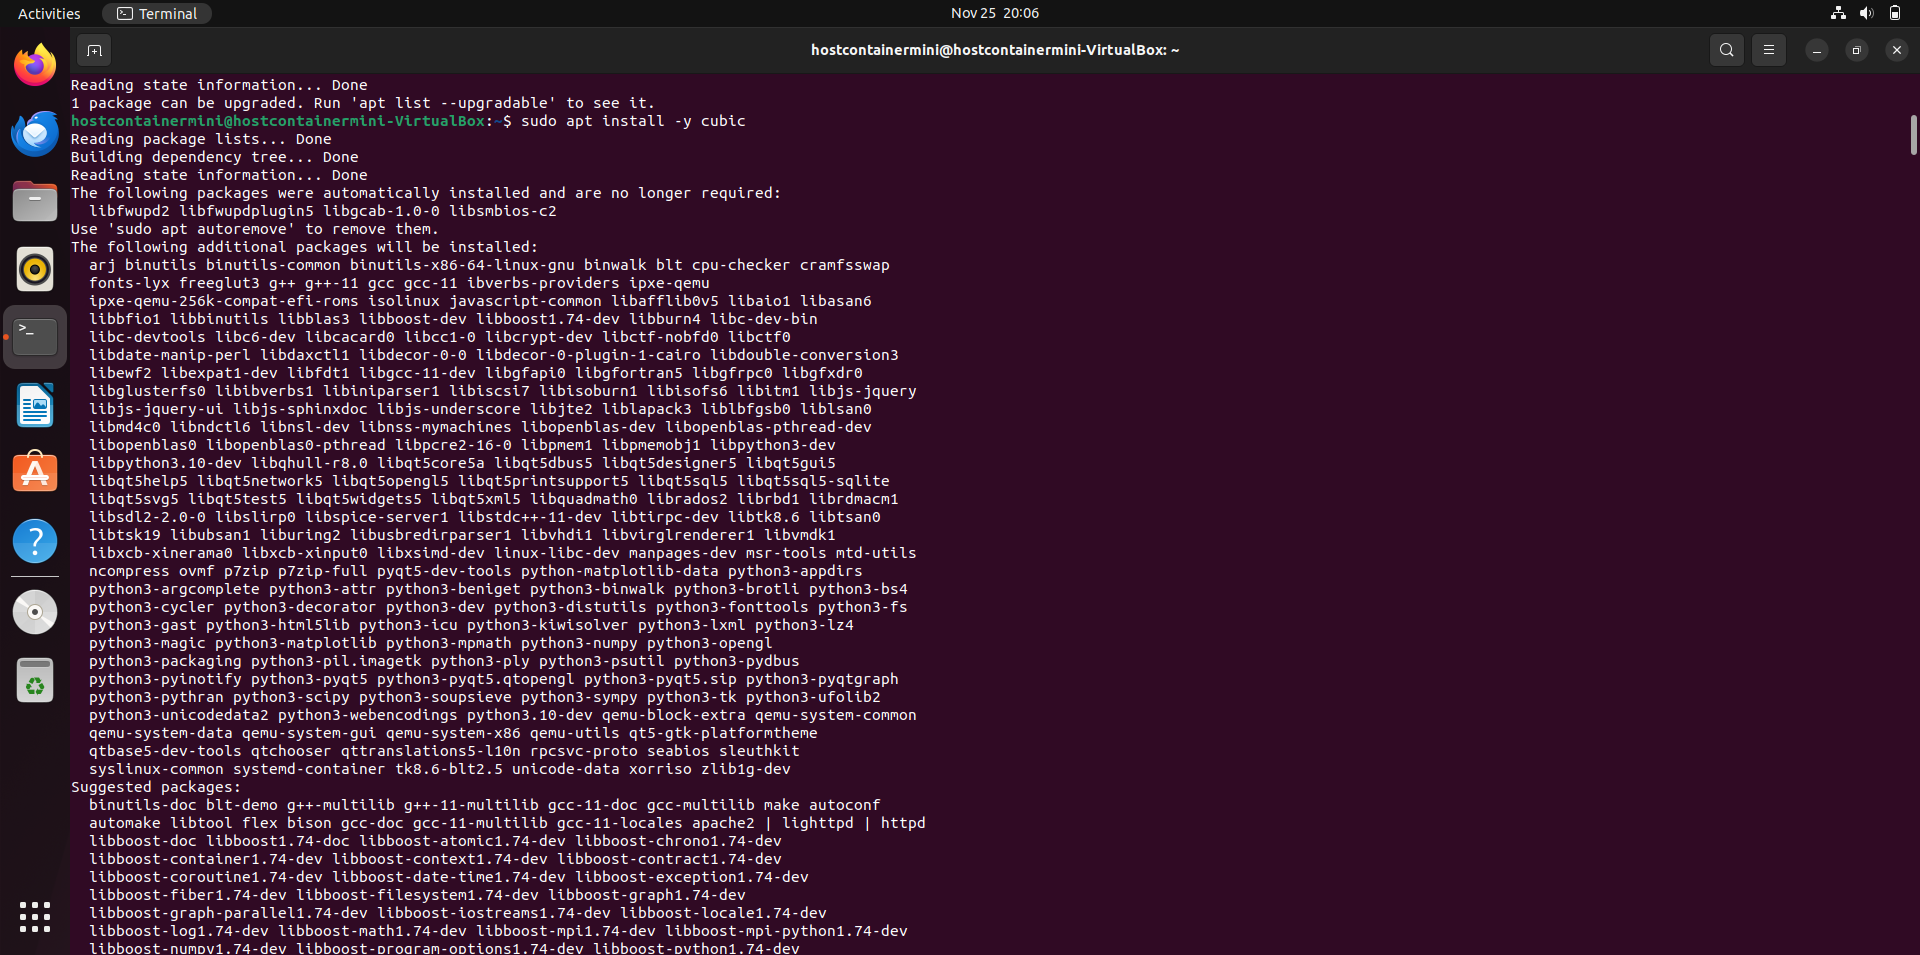 Activities
Terminal
Nov 25 20:06
hostcontainermini@hostcontainermini-VirtualBox: ~
Reading state information... Done
1 package can be upgraded. Run 'apt list --upgradable' to see it.
hostcontainermini@hostcontainermini-VirtualBox:~$ sudo apt install -y cubic
Reading package lists... Done
Building dependency tree... Done
Reading state information... Done
The following packages were automatically installed and are no longer required:
libfwupd2 libfwupdplugin5 libgcab-1.0-0 libsmbios-c2
Use 'sudo apt autoremove' to remove them.
The following additional packages will be installed:
arj binutils binutils-common binutils-x86-64-linux-gnu binwalk blt cpu-checker cramfsswap
fonts-lyx freeglut3 g++ g++-11 gcc gcc-11 ibverbs-providers ipxe-qemu
ipxe-qemu-256k-compat-efi-roms isolinux javascript-common libafflib0v5 libaio1 libasan6
libbfio1 libbinutils libblas3 libboost-dev libboost1.74-dev libburn4 libc-dev-bin
libc-devtools libc6-dev libcacard0 libcc1-0 libcrypt-dev libctf-nobfd0 libctf0
libdate-manip-perl libdaxctl1 libdecor-0-0 libdecor-0-plugin-1-cairo libdouble-conversion3
libewf2 libexpat1-dev libfdt1 libgcc-11-dev libgfapi0 libgfortran5 libgfrpc0 libgfxdr0
libglusterfs0 libibverbs1 libiniparser1 libiscsi7 libisoburn1 libisofs6 libitm1 libjs-jquery
libjs-jquery-ui libjs-sphinxdoc libjs-underscore libjte2 liblapack3 liblbfgsb0 liblsan0
libmd4c0 libndctl6 libnsl-dev libnss-mymachines libopenblas-dev libopenblas-pthread-dev
libopenblas0 libopenblas0-pthread libpcre2-16-0 libpmem1 libpmemobj1 libpython3-dev
libpython3.10-dev libqhull-r8.0 libqt5core5a libqt5dbus5 libqt5designer5 libqt5gui5
libqt5help5 libqt5network5 libqt5opengl5 libqt5printsupport5 libqt5sql5 libqt5sql5-sqlite
libqt5svg5 libqt5test5 libqt5widgets5 libqt5xml5 libquadmath0 librados2 librbd1 librdmacm1
libsdl2-2.0-0 libslirp0 libspice-server1 libstdc++-11-dev libtirpc-dev libtk8.6 libtsan0
libtsk19 libubsan1 liburing2 libusbredirparser1 libvhdi1 libvirglrenderer1 libvmdk1
libxcb-xinerama0 libxcb-xinput0 libxsimd-dev linux-libc-dev manpages-dev msr-tools mtd-utils
ncompress ovmf p7zip p7zip-full pyqt5-dev-tools python-matplotlib-data python3-appdirs
python3-argcomplete python3-attr python3-beniget python3-binwalk python3-brotli python3-bs4
python3-cycler python3-decorator python3-dev python3-distutils python3-fonttools python3-fs
python3-gast python3-html5lib python3-icu python3-kiwisolver python3-lxml python3-lz4
python3-magic python3-matplotlib python3-mpmath python3-numpy python3-opengl
python3-packaging python3-pil.imagetk python3-ply python3-psutil python3-pydbus
python3-pyinotify python3-pyqt5 python3-pyqt5.qtopengl python3-pyqt5.sip python3-pyqtgraph
python3-pythran python3-scipy python3-soupsieve python3-sympy python3-tk python3-ufolib2
python3-unicodedata2 python3-webencodings python3.10-dev qemu-block-extra qemu-system-common
qemu-system-data qemu-system-gui qemu-system-x86 qemu-utils qt5-gtk-platformtheme
qtbase5-dev-tools qtchooser qttranslations5-l10n rpcsvc-proto seabios sleuthkit
syslinux-common systemd-container tk8.6-blt2.5 unicode-data xorriso zlib1g-dev
Suggested packages:
binutils-doc blt-demo g++-multilib g++-11-multilib gcc-11-doc gcc-multilib make autoconf
automake libtool flex bison gcc-doc gcc-11-multilib gcc-11-locales apache2 | lighttpd | httpd
libboost-doc libboost1.74-doc libboost-atomic1.74-dev libboost-chrono1.74-dev
libboost-container1.74-dev libboost-context1.74-dev libboost-contract1.74-dev
libboost-coroutine1.74-dev libboost-date-time1.74-dev libboost-exception1.74-dev
libboost-fiber1.74-dev libboost-filesystem1.74-dev libboost-graph1.74-dev
libboost-graph-parallel1.74-dev libboost-iostreams1.74-dev libboost-locale1.74-dev
libboost-log1.74-dev libboost-math1.74-dev libboost-mpi1.74-dev libboost-mpi-python1.74-dev
libboost-numpy1.74-dev libboost-program-options1.74-dev libboost-python1.74-dev